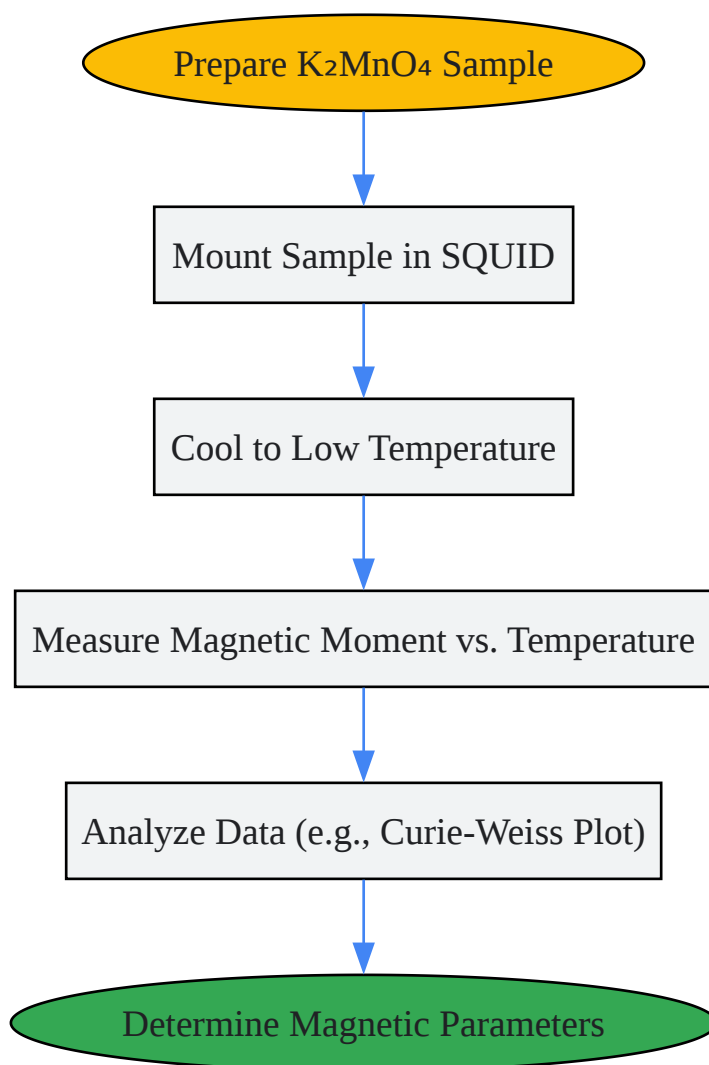 Prepare K₂MnO₄ Sample
Mount Sample in SQUID
Cool to Low Temperature
Measure Magnetic Moment vs. Temperature
Analyze Data (e.g., Curie-Weiss Plot)
Determine Magnetic Parameters